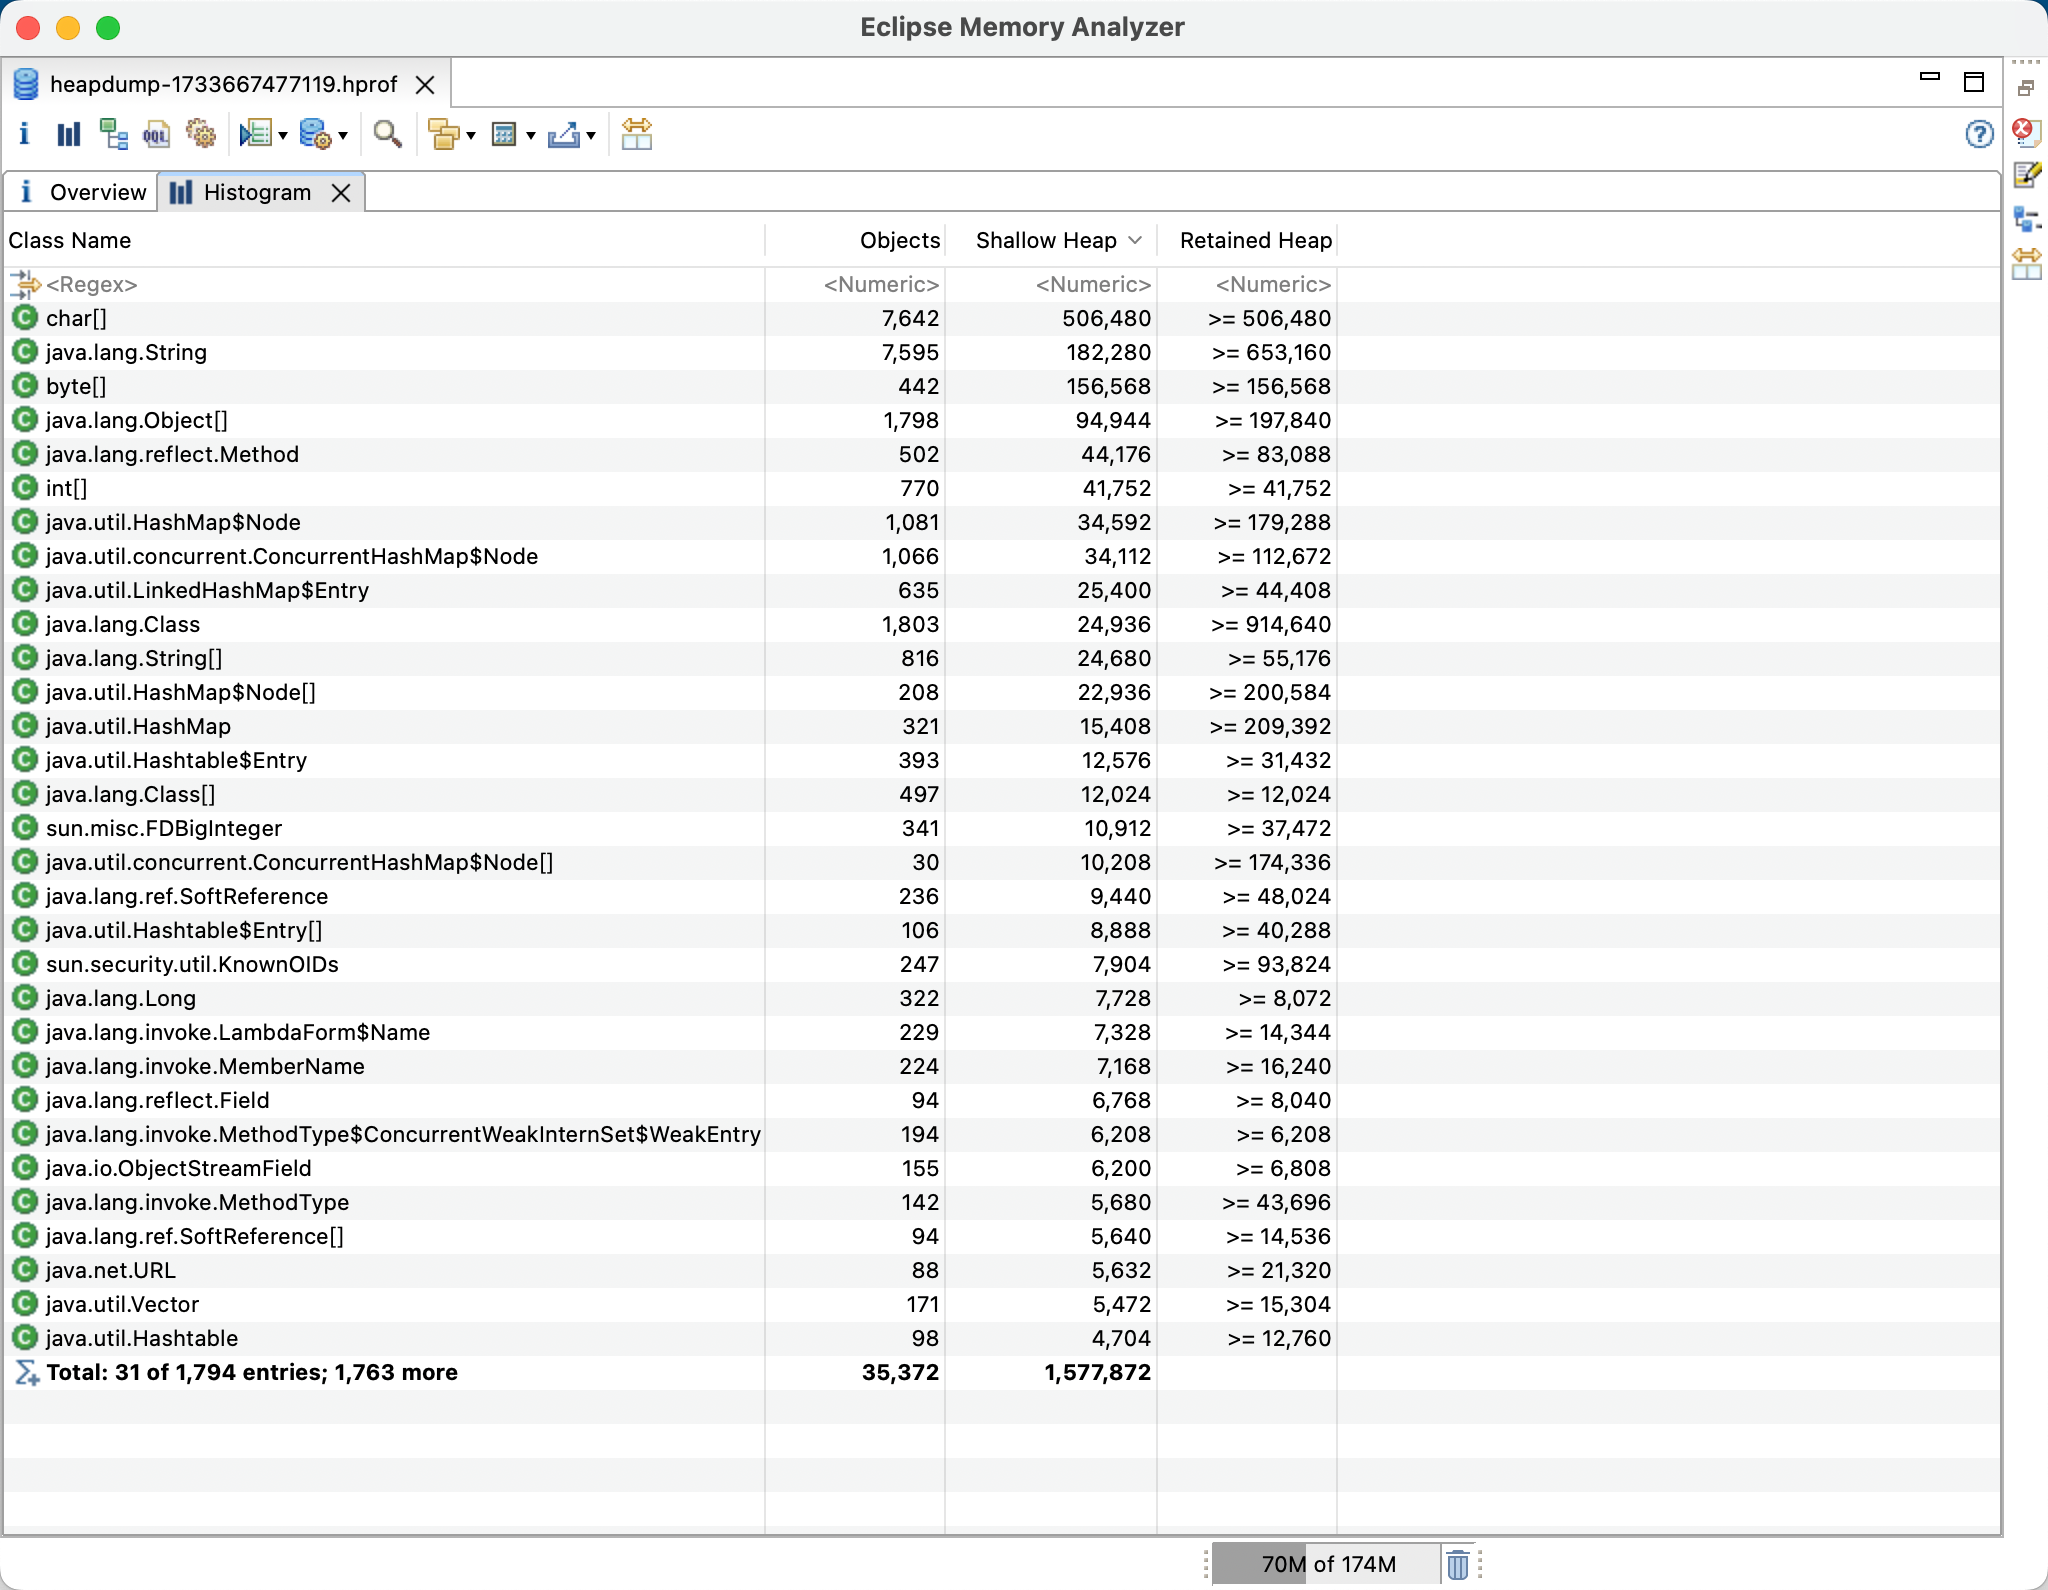 Eclipse Memory Analyzer
heapdump-1733667477119.hprof
Overview Histogram
Class Name Objects Shallow Heap Retained Heap
<Regex> <Numeric> <Numeric> <Numeric>
char[] 7,642 506,480 >= 506,480
java.lang.String 7,595 182,280 >= 653,160
byte[] 442 156,568 >= 156,568
java.lang.Object[] 1,798 94,944 >= 197,840
java.lang.reflect.Method 502 44,176 >= 83,088
int[] 770 41,752 >= 41,752
java.util.HashMap$Node 1,081 34,592 >= 179,288
java.util.concurrent.ConcurrentHashMap$Node 1,066 34,112 >= 112,672
java.util.LinkedHashMap$Entry 635 25,400 >= 44,408
java.lang.Class 1,803 24,936 >= 914,640
java.lang.String[] 816 24,680 >= 55,176
java.util.HashMap$Node[] 208 22,936 >= 200,584
java.util.HashMap 321 15,408 >= 209,392
java.util.Hashtable$Entry 393 12,576 >= 31,432
java.lang.Class[] 497 12,024 >= 12,024
sun.misc.FDBigInteger 341 10,912 >= 37,472
java.util.concurrent.ConcurrentHashMap$Node[] 30 10,208 >= 174,336
java.lang.ref.SoftReference 236 9,440 >= 48,024
java.util.Hashtable$Entry[] 106 8,888 >= 40,288
sun.security.util.KnownOIDs 247 7,904 >= 93,824
java.lang.Long 322 7,728 >= 8,072
java.lang.invoke.LambdaForm$Name 229 7,328 >= 14,344
java.lang.invoke.MemberName 224 7,168 >= 16,240
java.lang.reflect.Field 94 6,768 >= 8,040
java.lang.invoke.MethodType$ConcurrentWeakInternSet$WeakEntry 194 6,208 >= 6,208
java.io.ObjectStreamField 155 6,200 >= 6,808
java.lang.invoke.MethodType 142 5,680 >= 43,696
java.lang.ref.SoftReference[] 94 5,640 >= 14,536
java.net.URL 88 5,632 >= 21,320
java.util.Vector 171 5,472 >= 15,304
java.util.Hashtable 98 4,704 >= 12,760
Total: 31 of 1,794 entries; 1,763 more 35,372 1,577,872
70M of 174M